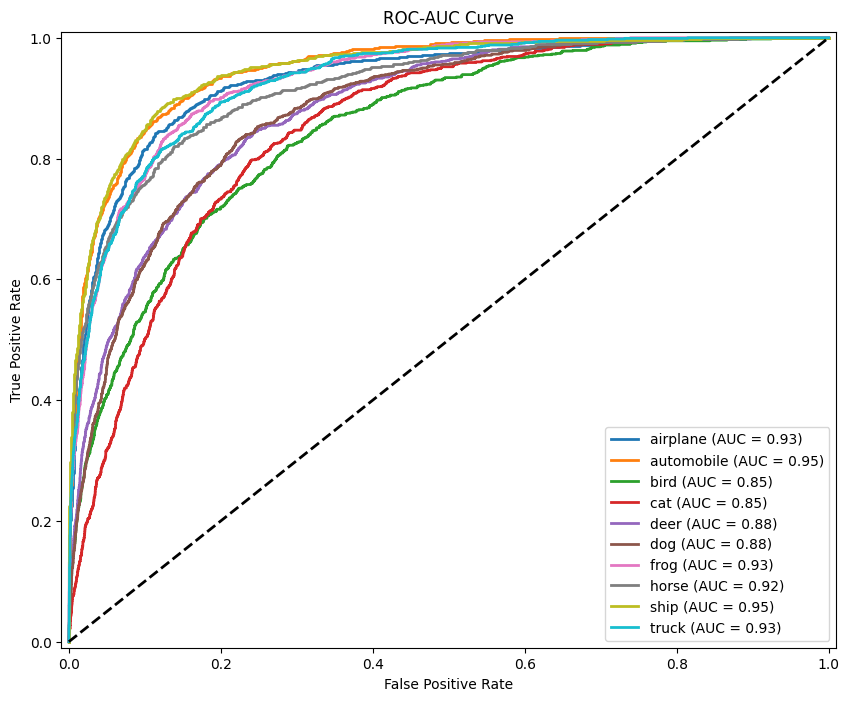 ROC-AUC Curve
1.0
0.8
0.6
0.4
0.2
0.0
True Positive Rate
airplane (AUC = 0.93)
automobile (AUC = 0.95)
bird (AUC = 0.85)
cat (AUC = 0.85)
deer (AUC = 0.88)
dog (AUC = 0.88)
frog (AUC = 0.93)
horse (AUC = 0.92)
ship (AUC = 0.95)
truck (AUC = 0.93)
0.0 0.2 0.4 0.6 0.8 1.0
False Positive Rate